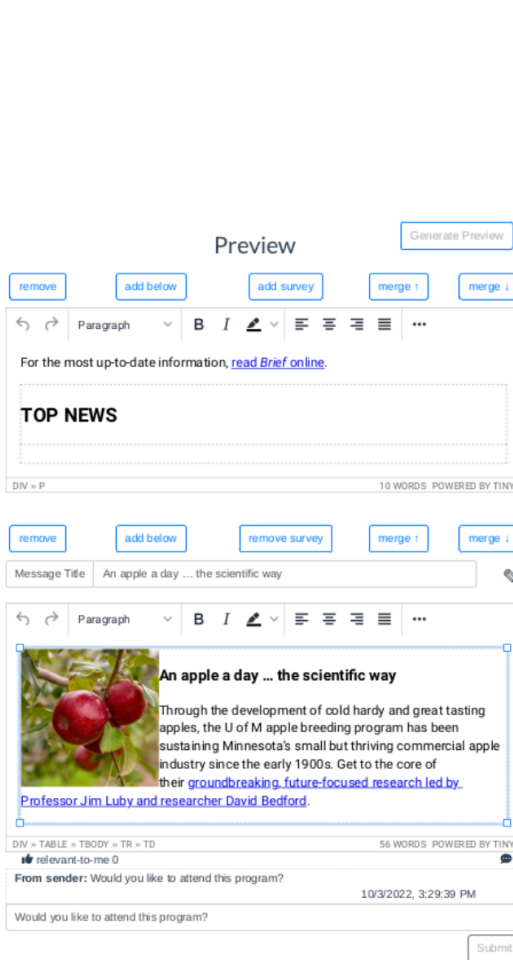 Generate Preview
Preview
remove add below add survey merge ↑ merge ↓
Paragraph B I
For the most up-to-date information, read Brief online.
TOP NEWS
DIV » P 10 WORDS POWERED BY TINY
remove add below remove survey merge ↑ merge ↓
Message Title An apple a day ... the scientific way
Paragraph B I
An apple a day ... the scientific way
Through the development of cold hardy and great tasting
apples, the U of M apple breeding program has been
sustaining Minnesota's small but thriving commercial apple
industry since the early 1900s. Get to the core of
their groundbreaking, future-focused research led by
Professor Jim Luby and researcher David Bedford.
DIV » TABLE » TBODY » TR » TD 56 WORDS POWERED BY TINY
relevant-to-me 0
From sender: Would you like to attend this program?
10/3/2022, 3:29:39 PM
Would you like to attend this program?
Submit